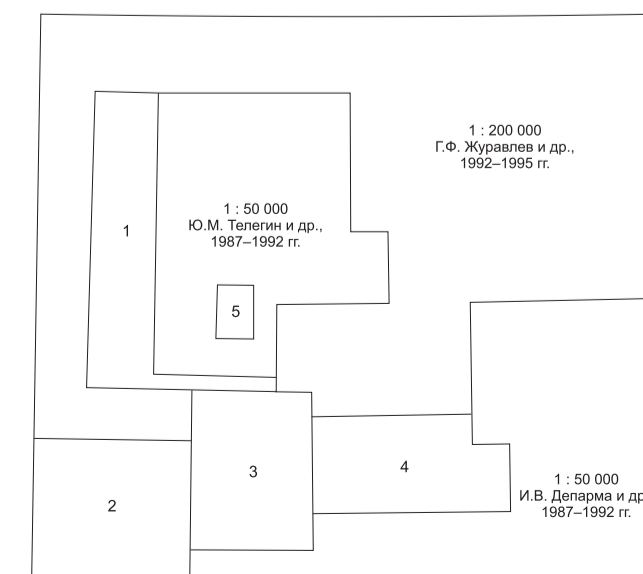 1 : 200 000
Г.Ф. Журавлев и др.,
1992–1995 гг.
1 : 50 000
Ю.М. Телегин и др.,
1987–1992 гг.
1
5
3
4
2
1 : 50 000
И.В. Депарма и др
1987–1992 гг.